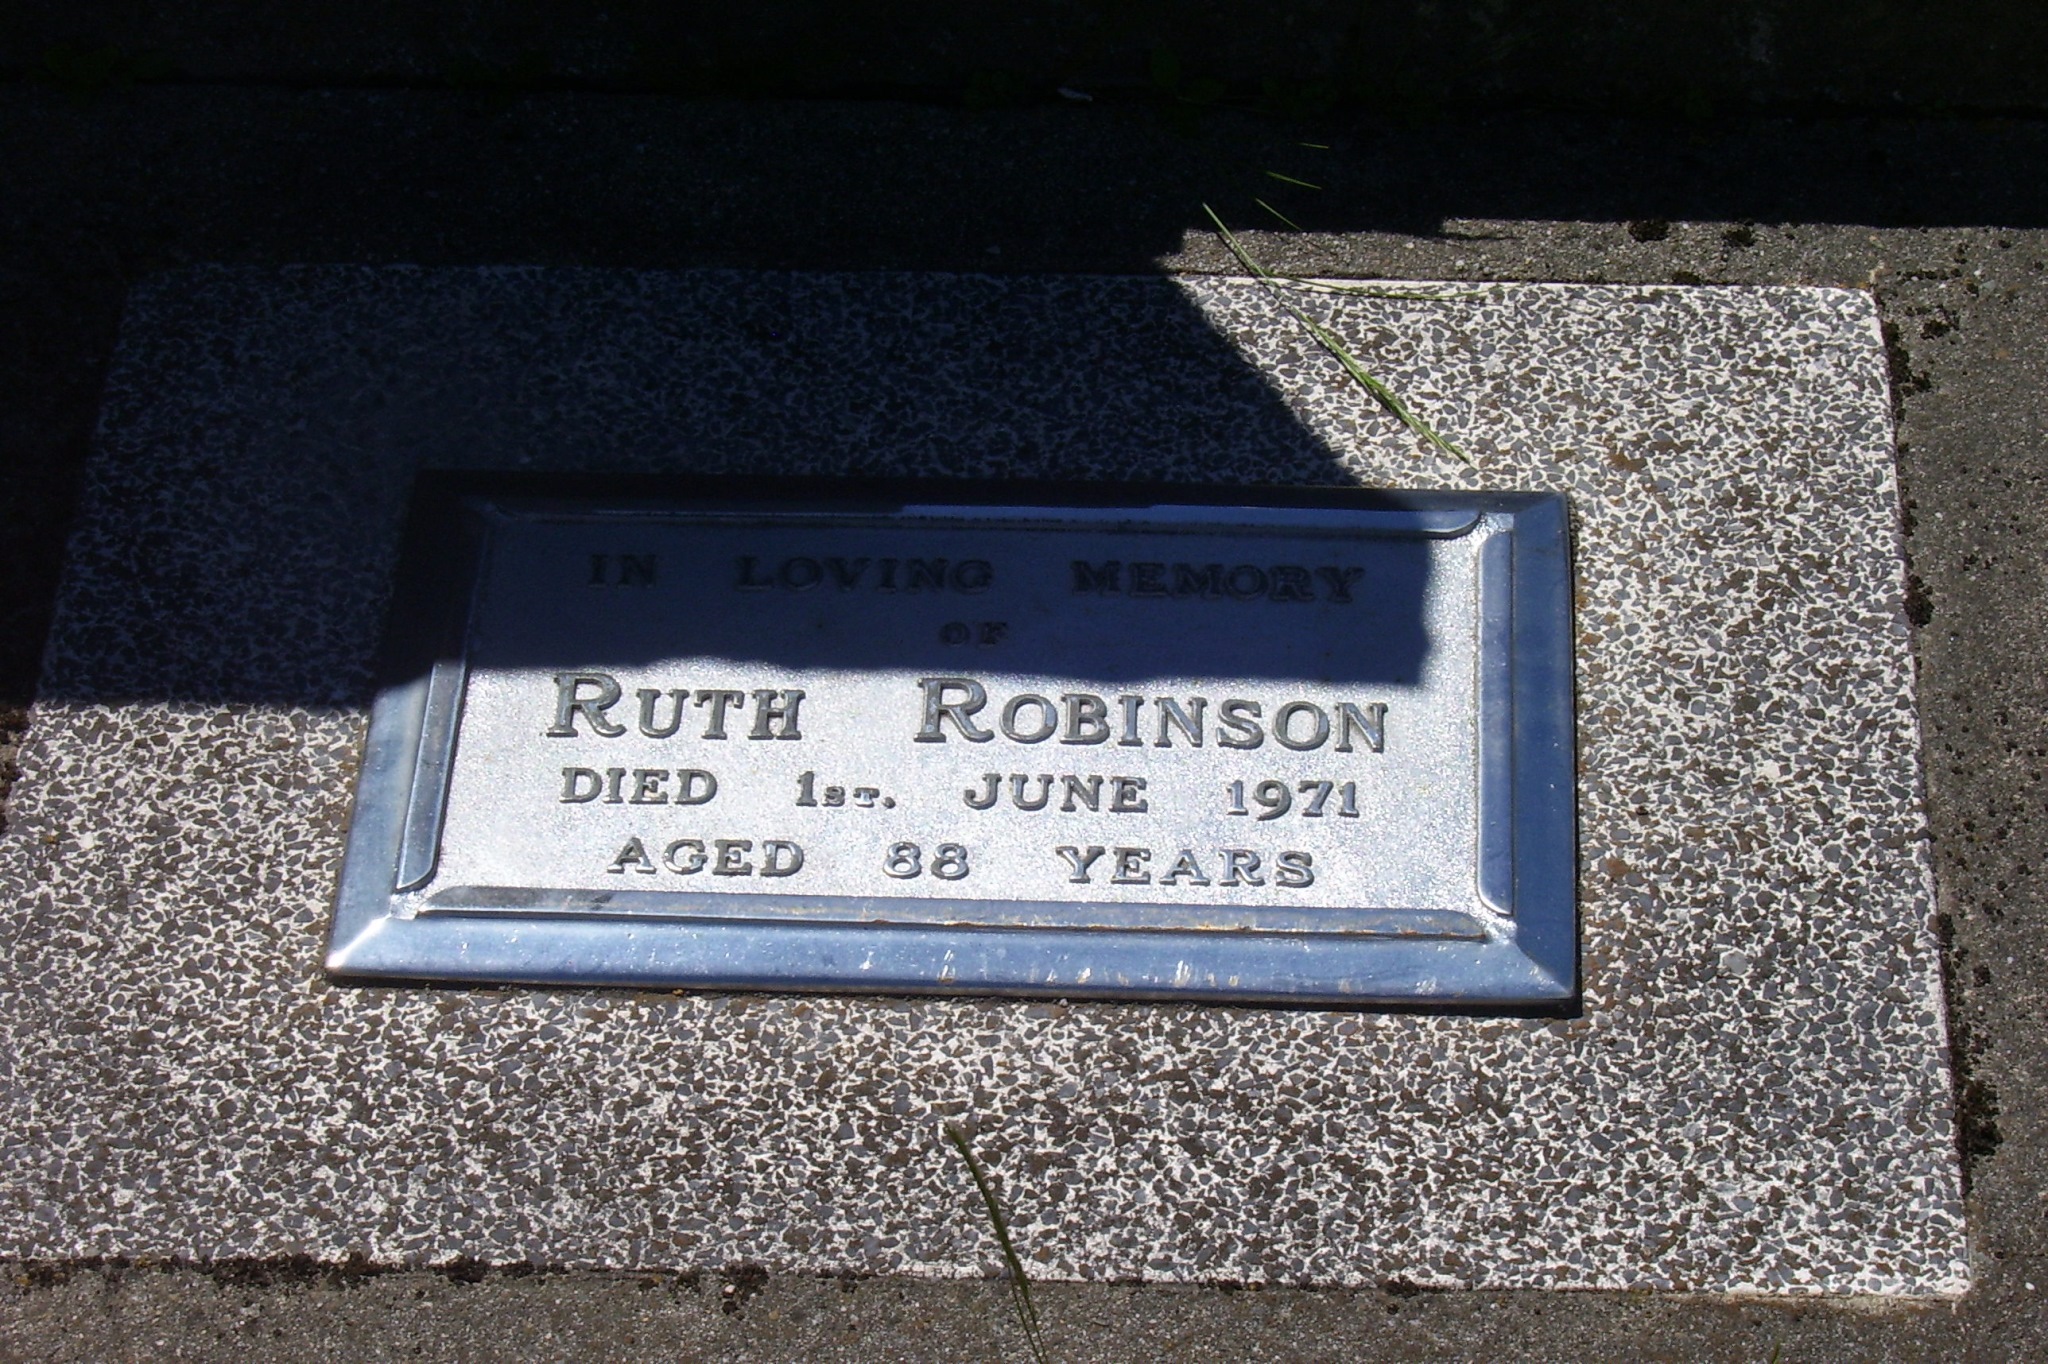 IN LOVING MEMORY
OF
RUTH ROBINSON
DIED 1ST. JUNE 1971
AGED 88 YEARS